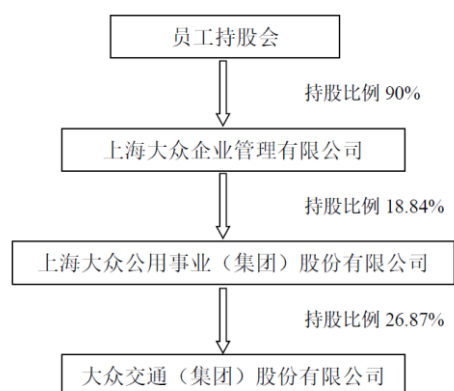 员工持股会
持股比例 90%
上海大众企业管理有限公司
持股比例 18.84%
上海大众公用事业（集团）股份有限公司
持股比例 26.87%
大众交通（集团）股份有限公司